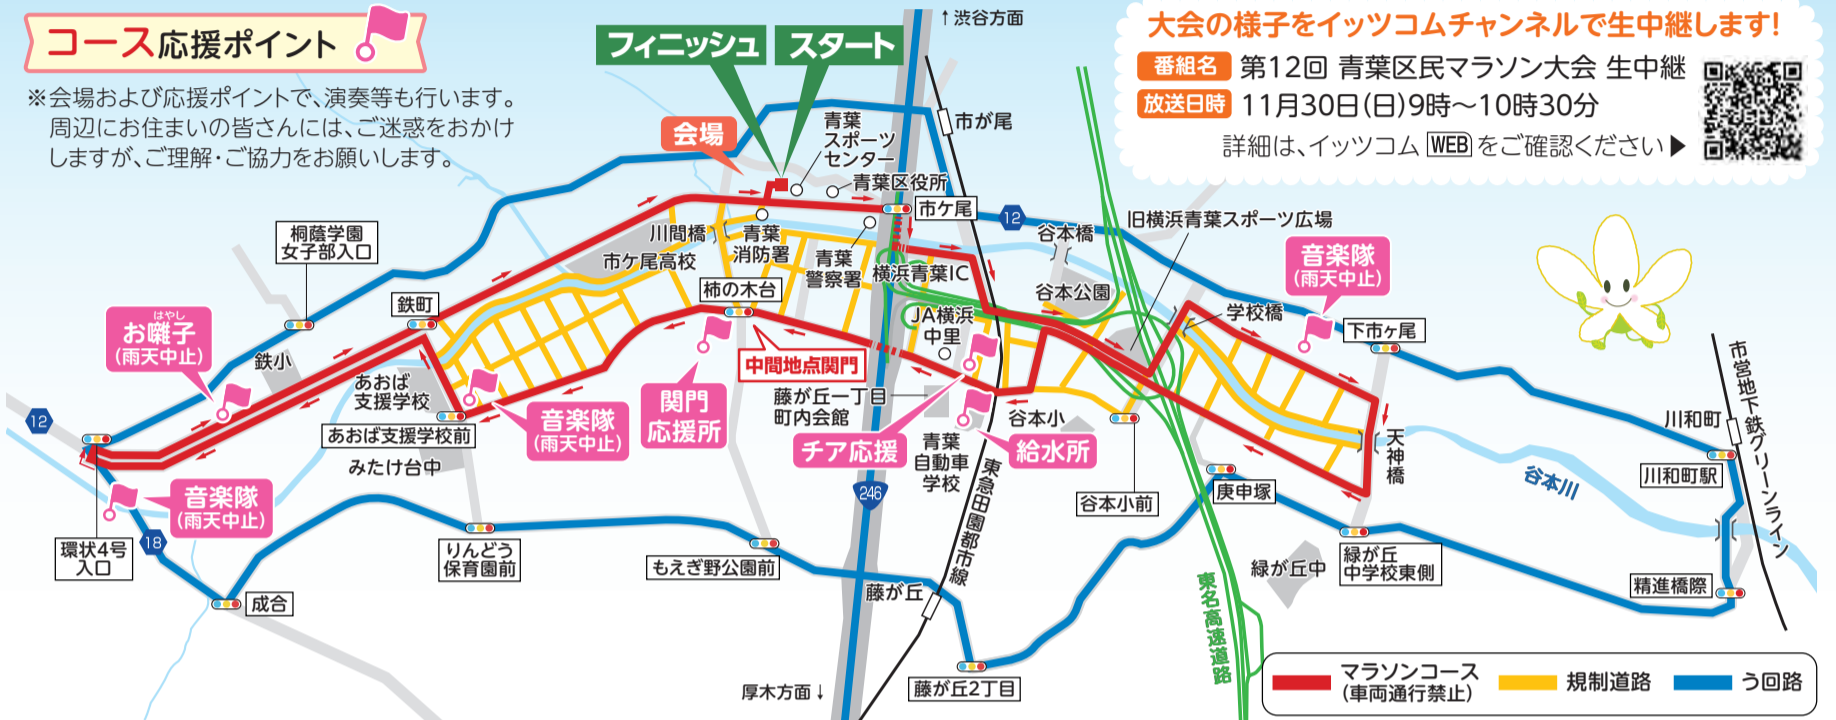 コース応援ポイント
※会場および応援ポイントで、演奏等も行います。
周辺にお住まいの皆さんには、ご迷惑をおかけ
しますが、ご理解・ご協力をお願いします。
フィニッシュ
スタート
↑渋谷方面
大会の様子をイッツコムチャンネルで生中継します!
番組名 第12回 青葉区民マラソン大会 生中継
放送日時 11月30日(日)9時〜10時30分
詳細は、イッツコム WEB をご確認ください▶
会場
青葉
スポーツ
センター
青葉区役所
市が尾
市ケ尾
12
旧横浜青葉スポーツ広場
谷本橋
音楽隊
(雨天中止)
桐蔭学園
女子部入口
川間橋
青葉
消防署
市ケ尾高校
青葉
警察署
横浜青葉IC
谷本公園
学校橋
下市ヶ尾
柿の木台
鉄町
はやし
お囃子
(雨天中止)
鉄小
JA横浜
中里
中間地点関門
あおば
支援学校
関門
応援所
藤が丘一丁目
町内会館
谷本小
音楽隊
(雨天中止)
チア応援
給水所
青葉
自動車
学校
12
あおば支援学校前
みたけ台中
音楽隊
(雨天中止)
246
東急田園都市線
谷本小前
庚申塚
天神橋
谷本川
川和町
川和町駅
市営地下鉄グリーンライン
環状4号
入口
18
りんどう
保育園前
もえぎ野公園前
藤が丘
緑が丘中
緑が丘
中学校東側
精進橋際
成合
東名高速道路
厚木方面↓
藤が丘2丁目
マラソンコース
(車両通行禁止)
規制道路
う回路